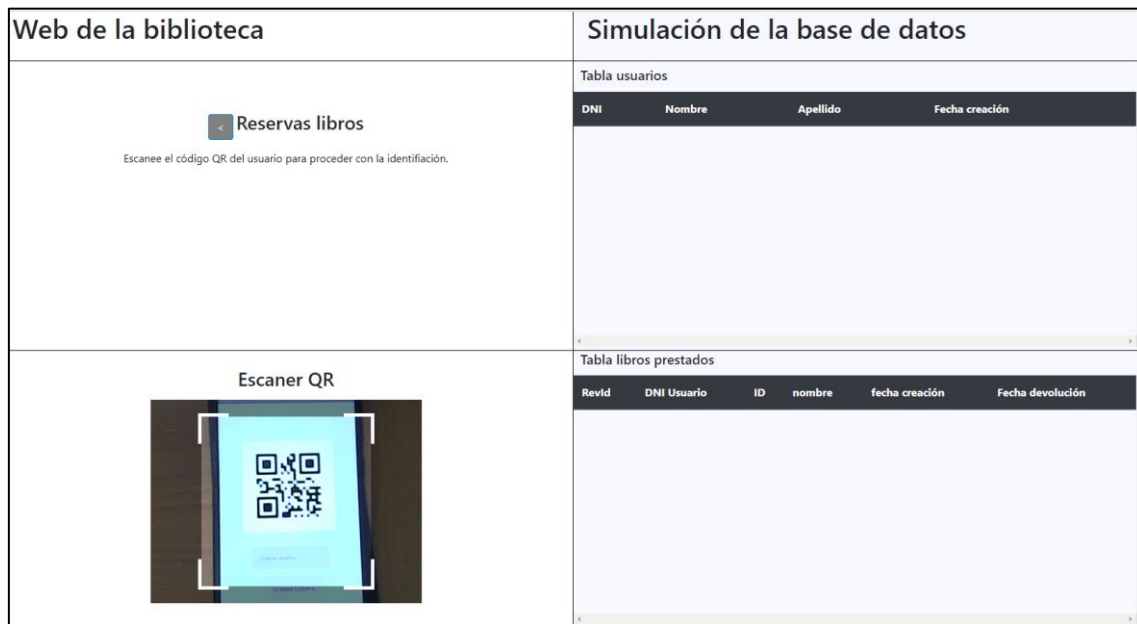 Web de la biblioteca
Simulación de la base de datos
< Reservas libros
Escanee el código QR del usuario para proceder con la identifiación.
Tabla usuarios
DNI Nombre Apellido Fecha creación
Escaner QR
Tabla libros prestados
RevId DNI Usuario ID nombre fecha creación Fecha devolución